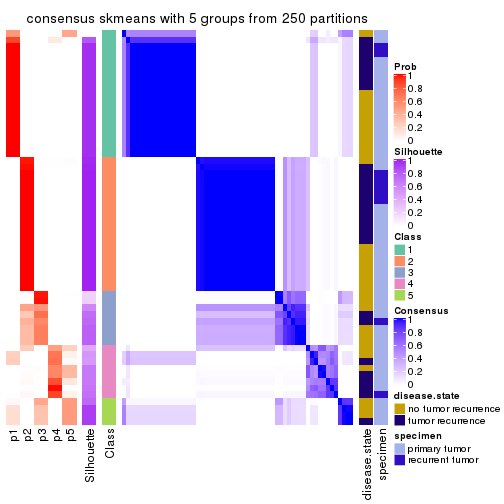 consensus skmeans with 5 groups from 250 partitions
p1
p2
p3
p4
p5
Silhouette
Class
disease.state
specimen
Prob
1
0.8
0.6
0.4
0.2
0
Silhouette
1
0.8
0.6
0.4
0.2
0
Class
1
2
3
4
5
Consensus
1
0.8
0.6
0.4
0.2
0
disease.state
no tumor recurrence
tumor recurrence
specimen
primary tumor
recurrent tumor